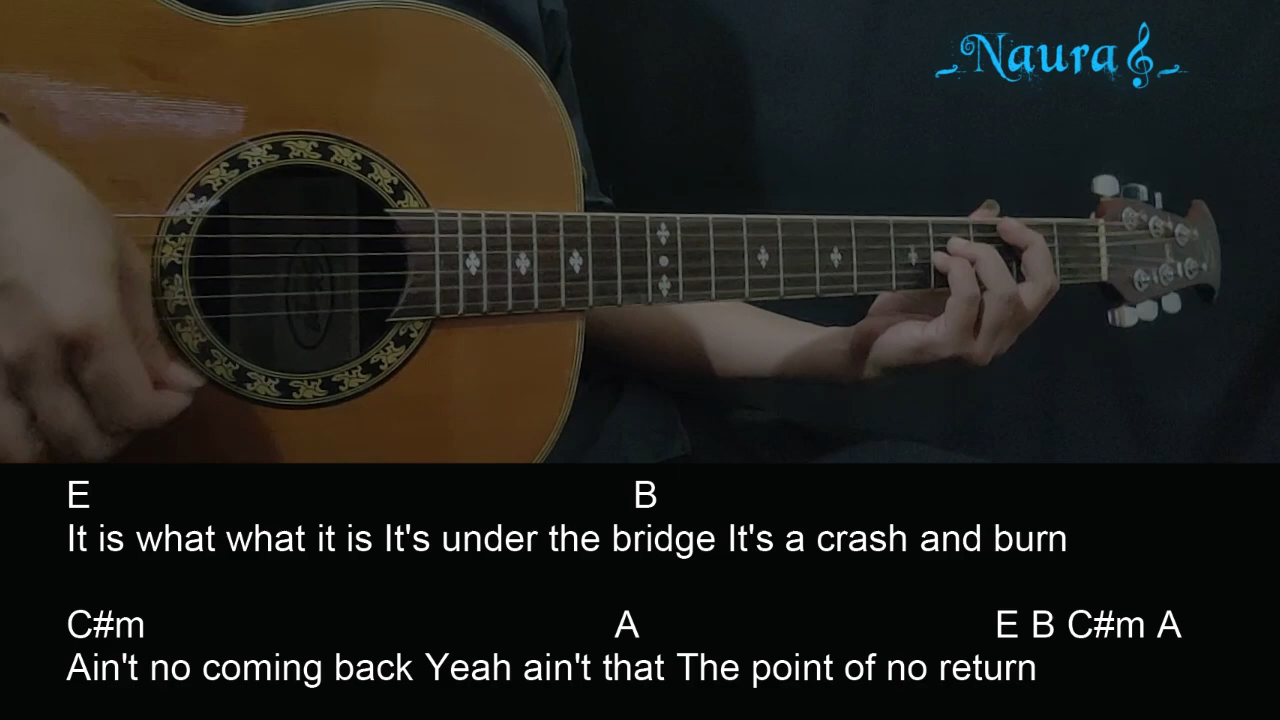 Naura
E B
It is what what it is It's under the bridge It's a crash and burn
C#m A E B C#m A
Ain't no coming back Yeah ain't that The point of no return